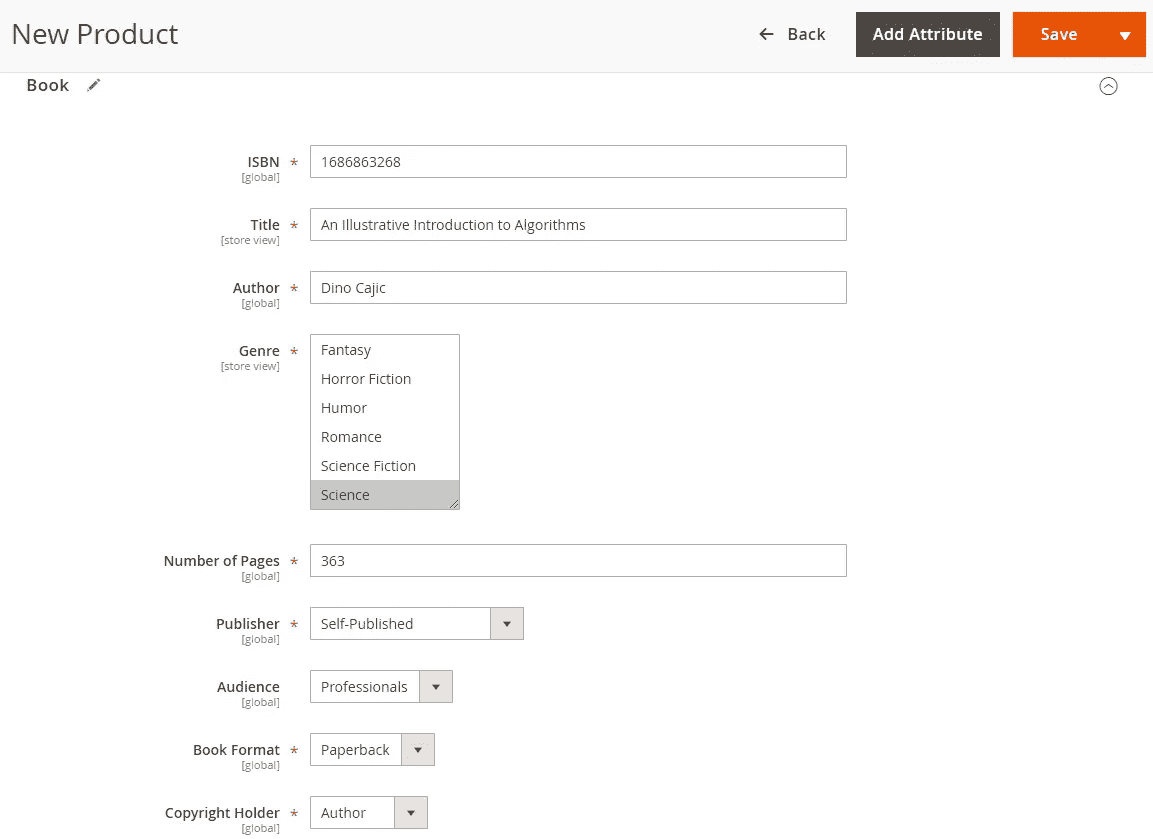 New Product
Back
Add Attribute
Save
Book
ISBN *
[global]
1686863268
Title *
[store view]
An Illustrative Introduction to Algorithms
Author *
[global]
Dino Cajic
Genre *
[store view]
Fantasy
Horror Fiction
Humor
Romance
Science Fiction
Science
Number of Pages *
[global]
363
Publisher *
[global]
Self-Published
Audience
[global]
Professionals
Book Format *
[global]
Paperback
Copyright Holder *
[global]
Author